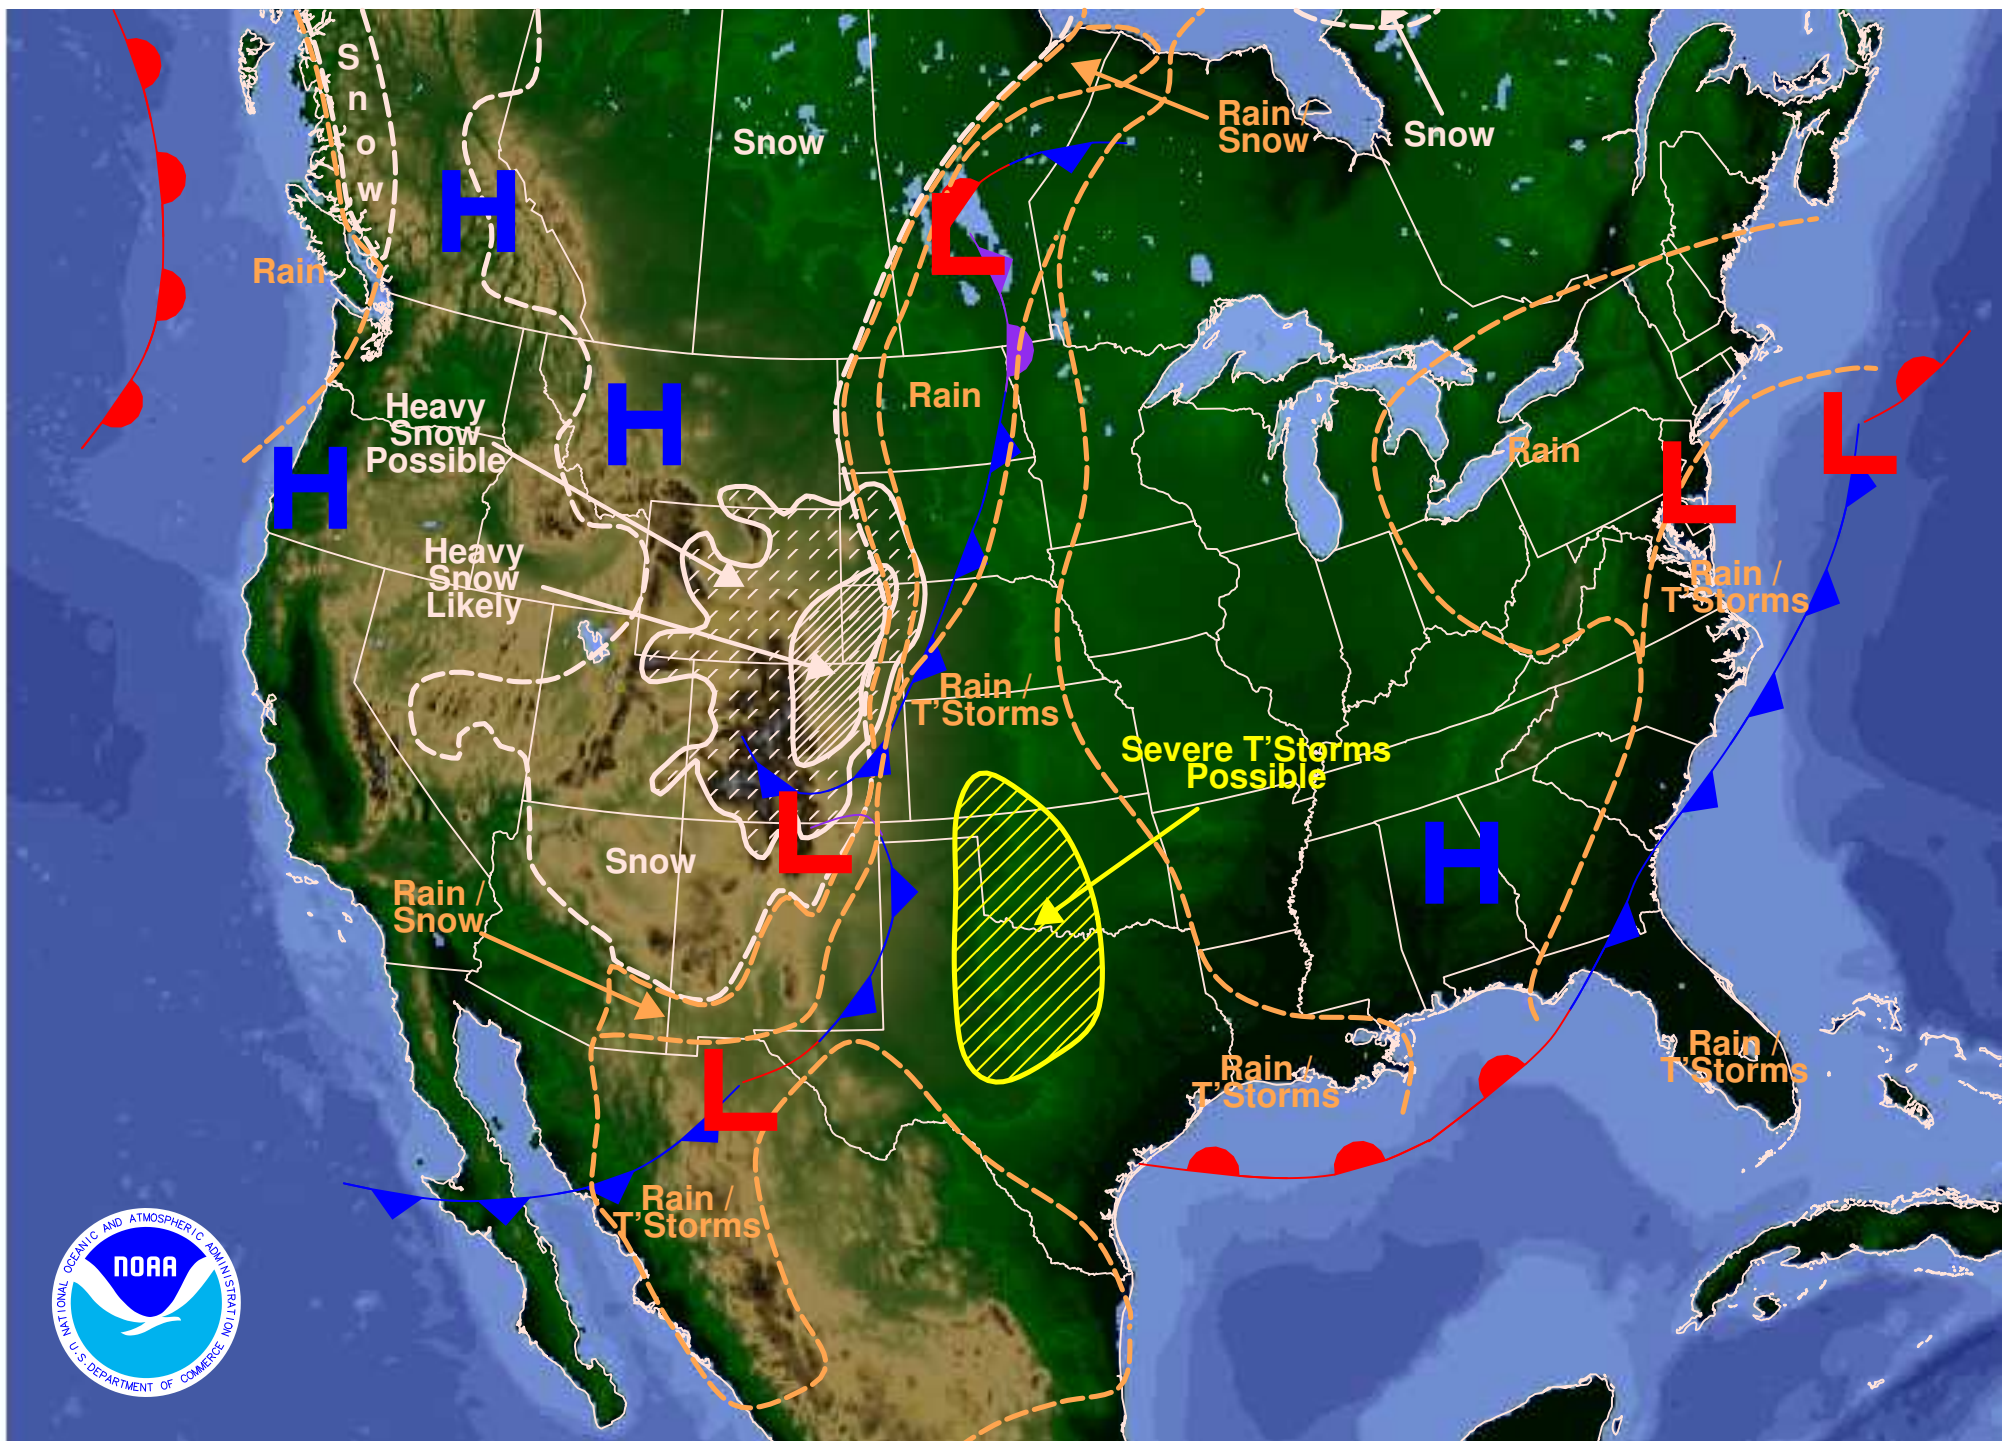 S
n
o
w
H
Snow
Rain /
Snow
Snow
Rain
L
H
Heavy
Snow
Possible
H
Rain
L
Rain
L
H
Heavy
Snow
Likely
Rain /
T'Storms
Rain /
T'Storms
Severe T'Storms
Possible
Snow
L
H
Rain /
Snow
L
Rain /
T'Storms
Rain /
T'Storms
Rain /
T'Storms
NATIONAL OCEANIC AND ATMOSPHERIC ADMINISTRATION
NOAA
U.S. DEPARTMENT OF COMMERCE